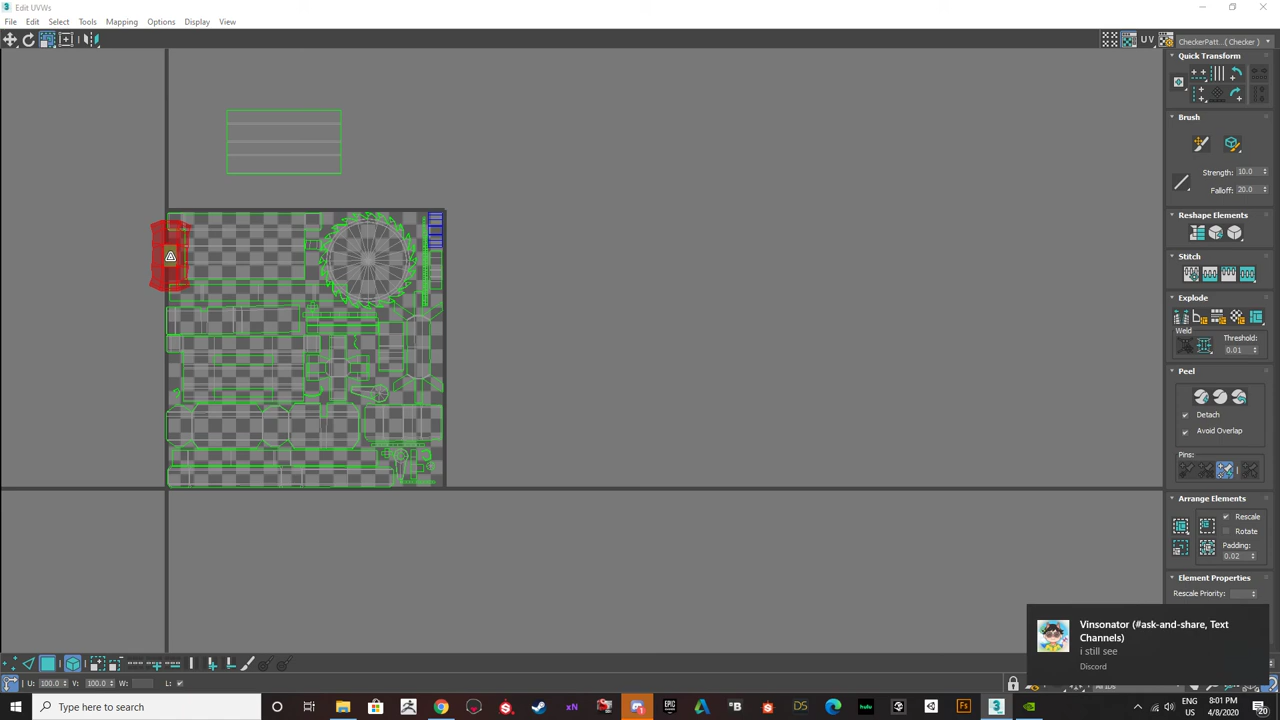 Edit UVWs
File Edit Select Tools Mapping Options Display View
UV CheckerPatt.. ( Checker )
Quick Transform
Brush
Strength: 10.0
Falloff: 20.0
Reshape Elements
Stitch
Explode
Weld
Threshold:
0.01
Peel
Detach
Avoid Overlap
Pins:
Arrange Elements
Rescale
Rotate
Padding:
0.02
Element Properties
Rescale Priority:
Vinsonator (#ask-and-share, Text
Channels)
i still see
Discord
U: 100.0 V: 100.0 W: L:
Type here to search
hulu
8:01 PM
4/8/2020